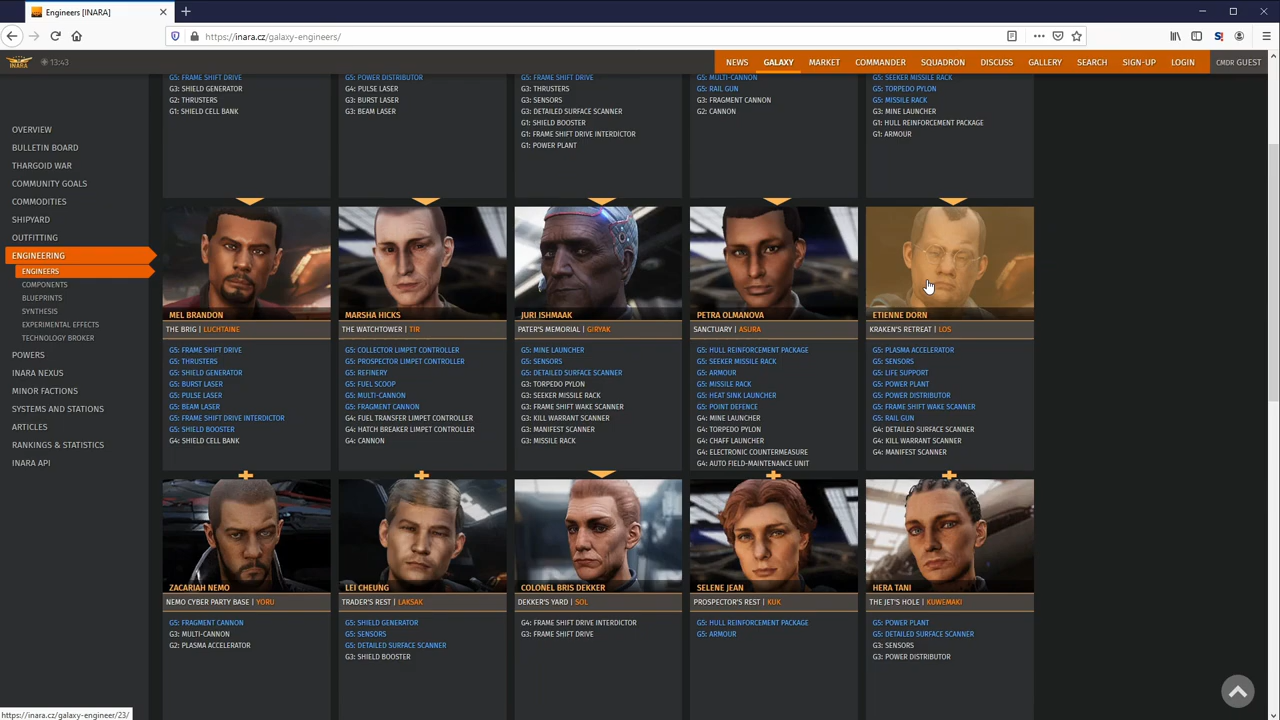 Engineers [INARA]
https://inara.cz/galaxy-engineers/
INARA
13:43
NEWS GALAXY MARKET COMMANDER SQUADRON DISCUSS GALLERY SEARCH SIGN-UP LOGIN CMDR GUEST
OVERVIEW
BULLETIN BOARD
THARGOID WAR
COMMUNITY GOALS
COMMODITIES
SHIPYARD
OUTFITTING
ENGINEERING
ENGINEERS
COMPONENTS
BLUEPRINTS
SYNTHESIS
EXPERIMENTAL EFFECTS
TECHNOLOGY BROKER
POWERS
INARA NEXUS
MINOR FACTIONS
SYSTEMS AND STATIONS
ARTICLES
RANKINGS & STATISTICS
INARA API
G5: FRAME SHIFT DRIVE
G3: SHIELD GENERATOR
G2: THRUSTERS
G1: SHIELD CELL BANK
G5: POWER DISTRIBUTOR
G4: PULSE LASER
G3: BURST LASER
G3: BEAM LASER
G5: FRAME SHIFT DRIVE
G3: THRUSTERS
G3: SENSORS
G3: DETAILED SURFACE SCANNER
G1: SHIELD BOOSTER
G1: FRAME SHIFT DRIVE INTERDICTOR
G1: POWER PLANT
G5: MULTI-CANNON
G5: RAIL GUN
G3: FRAGMENT CANNON
G2: CANNON
G5: SEEKER MISSILE RACK
G5: TORPEDO PYLON
G5: MISSILE RACK
G3: MINE LAUNCHER
G1: HULL REINFORCEMENT PACKAGE
G1: ARMOUR
MEL BRANDON
THE BRIG | LUCHTAINE
G5: FRAME SHIFT DRIVE
G5: THRUSTERS
G5: SHIELD GENERATOR
G5: BURST LASER
G5: PULSE LASER
G5: BEAM LASER
G5: FRAME SHIFT DRIVE INTERDICTOR
G5: SHIELD BOOSTER
G4: SHIELD CELL BANK
MARSHA HICKS
THE WATCHTOWER | TIR
G5: COLLECTOR LIMPET CONTROLLER
G5: PROSPECTOR LIMPET CONTROLLER
G5: REFINERY
G5: FUEL SCOOP
G5: MULTI-CANNON
G5: FRAGMENT CANNON
G4: FUEL TRANSFER LIMPET CONTROLLER
G4: HATCH BREAKER LIMPET CONTROLLER
G4: CANNON
JURI ISHMAAK
PATER'S MEMORIAL | GIRYAK
G5: MINE LAUNCHER
G5: SENSORS
G5: DETAILED SURFACE SCANNER
G3: TORPEDO PYLON
G3: SEEKER MISSILE RACK
G3: FRAME SHIFT WAKE SCANNER
G3: KILL WARRANT SCANNER
G3: MANIFEST SCANNER
G3: MISSILE RACK
PETRA OLMANOVA
SANCTUARY | ASURA
G5: HULL REINFORCEMENT PACKAGE
G5: SEEKER MISSILE RACK
G5: ARMOUR
G5: MISSILE RACK
G5: HEAT SINK LAUNCHER
G5: POINT DEFENCE
G4: MINE LAUNCHER
G4: TORPEDO PYLON
G4: CHAFF LAUNCHER
G4: ELECTRONIC COUNTERMEASURE
G4: AUTO FIELD-MAINTENANCE UNIT
ETIENNE DORN
KRAKEN'S RETREAT | LOS
G5: PLASMA ACCELERATOR
G5: SENSORS
G5: LIFE SUPPORT
G5: POWER PLANT
G5: POWER DISTRIBUTOR
G5: FRAME SHIFT WAKE SCANNER
G5: RAIL GUN
G4: DETAILED SURFACE SCANNER
G4: KILL WARRANT SCANNER
G4: MANIFEST SCANNER
ZACARIAH NEMO
NEMO CYBER PARTY BASE | YORU
G5: FRAGMENT CANNON
G3: MULTI-CANNON
G2: PLASMA ACCELERATOR
LEI CHEUNG
TRADER'S REST | LAKSAK
G5: SHIELD GENERATOR
G5: SENSORS
G5: DETAILED SURFACE SCANNER
G3: SHIELD BOOSTER
COLONEL BRIS DEKKER
DEKKER'S YARD | SOL
G4: FRAME SHIFT DRIVE INTERDICTOR
G3: FRAME SHIFT DRIVE
SELENE JEAN
PROSPECTOR'S REST | KUK
G5: HULL REINFORCEMENT PACKAGE
G5: ARMOUR
HERA TANI
THE JET'S HOLE | KUWEMAKI
G5: POWER PLANT
G5: DETAILED SURFACE SCANNER
G3: SENSORS
G3: POWER DISTRIBUTOR
https://inara.cz/galaxy-engineer/23/